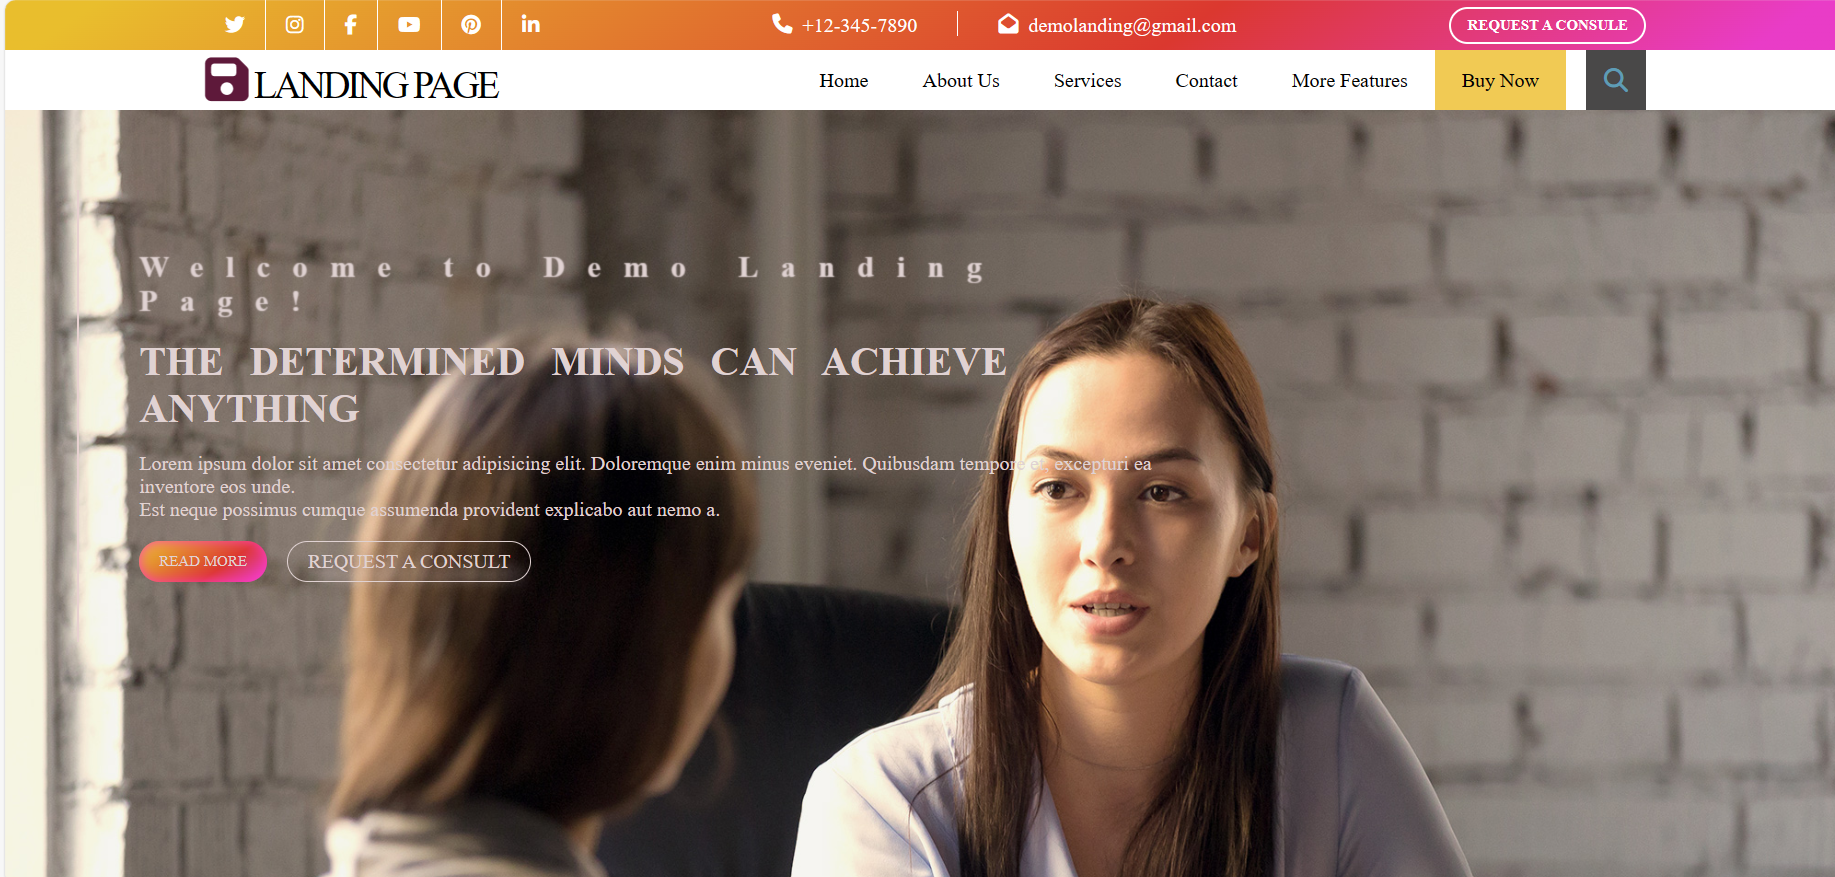 +12-345-7890
demolanding@gmail.com
REQUEST A CONSULE
LANDING PAGE
Home
About Us
Services
Contact
More Features
Buy Now
Welcome to Demo Landing
Page!
THE DETERMINED MINDS CAN ACHIEVE
ANYTHING
Lorem ipsum dolor sit amet consectetur adipisicing elit. Doloremque enim minus eveniet. Quibusdam tempore et, excepturi ea
inventore eos unde.
Est neque possimus cumque assumenda provident explicabo aut nemo a.
READ MORE
REQUEST A CONSULT